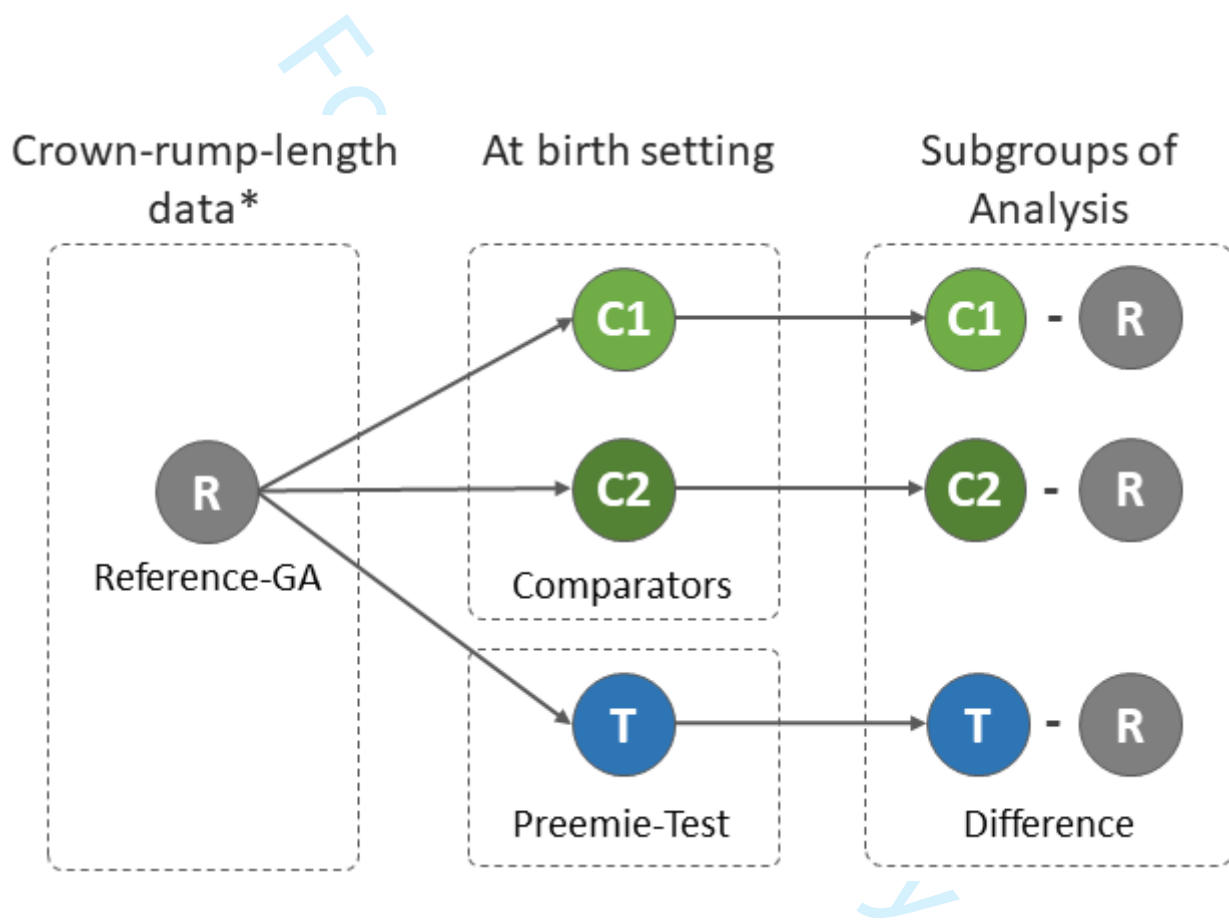 Fo
Crown-rump-length
data*
At birth setting
Subgroups of
Analysis
C1
C1 - R
R
C2
C2 - R
Reference-GA
Comparators
T
T - R
Preemie-Test
Difference
y